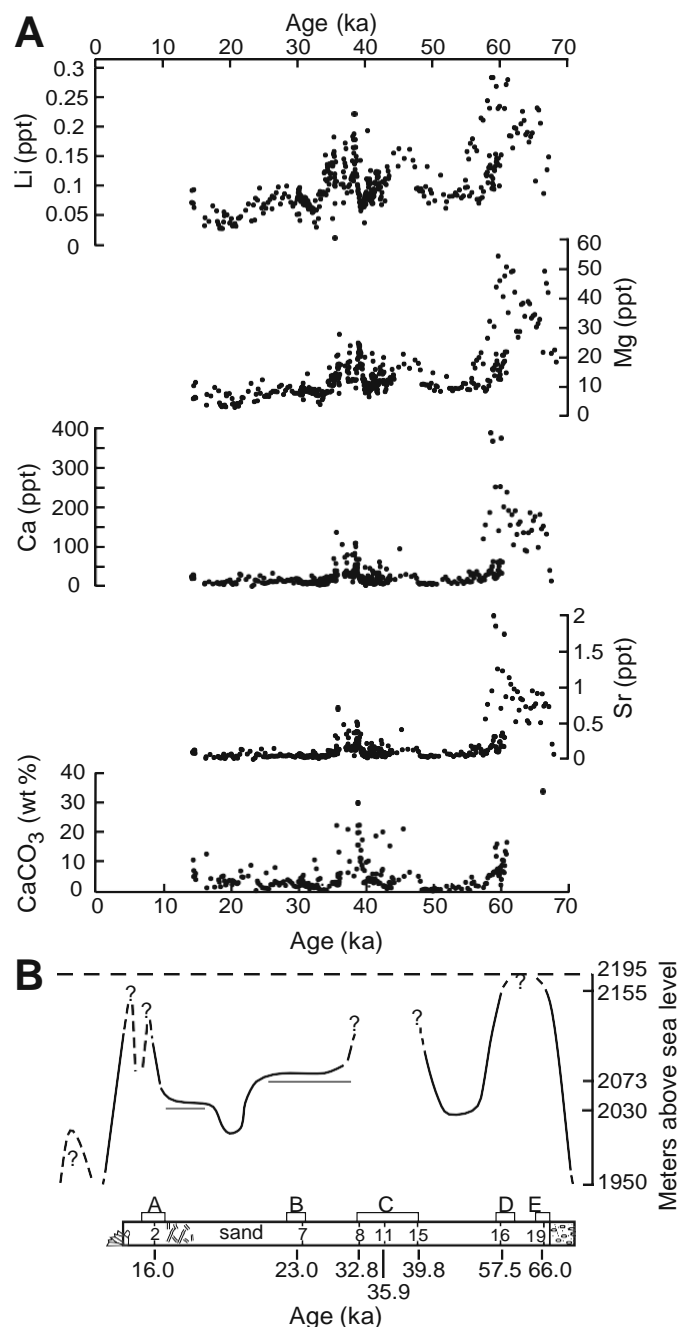 A
Age (ka)
0 10 20 30 40 50 60 70
0.3
0.25
0.2
0.15
0.1
0.05
0
Li (ppt)
60
50
40
30
20
10
0
Mg (ppt)
400
300
200
100
0
Ca (ppt)
2
1.5
1
0.5
0
Sr (ppt)
40
30
20
10
0
CaCO3 (wt %)
0 10 20 30 40 50 60 70
Age (ka)
B
2195
2155
2073
2030
1950
Meters above sea level
? ? ? ? ? ?
A B C D E
2 sand 7 8 11 15 16 19
16.0 23.0 32.8 39.8 57.5 66.0
35.9
Age (ka)